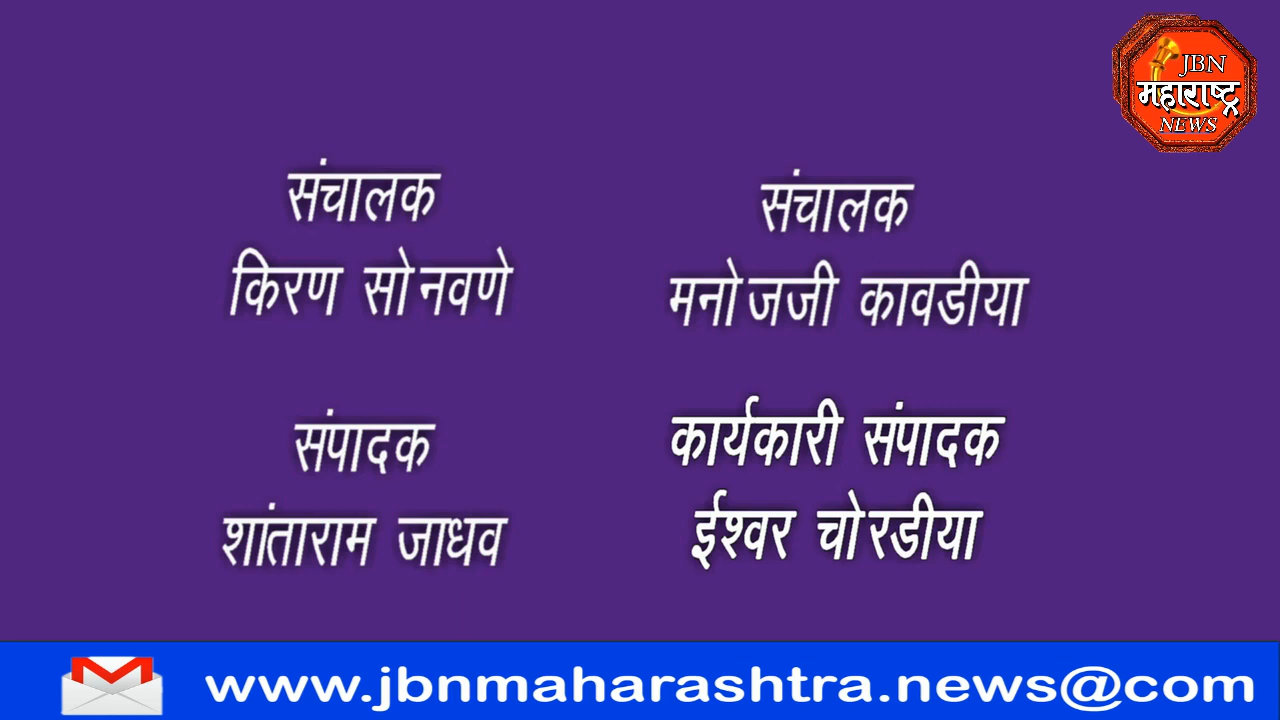 JBN
महाराष्ट्र
NEWS
संचालक
किरण सोनवणे
संचालक
मनोजजी कावडीया
संपादक
शांताराम जाधव
कार्यकारी संपादक
ईश्वर चोरडीया
www.jbnmaharashtra.news@com